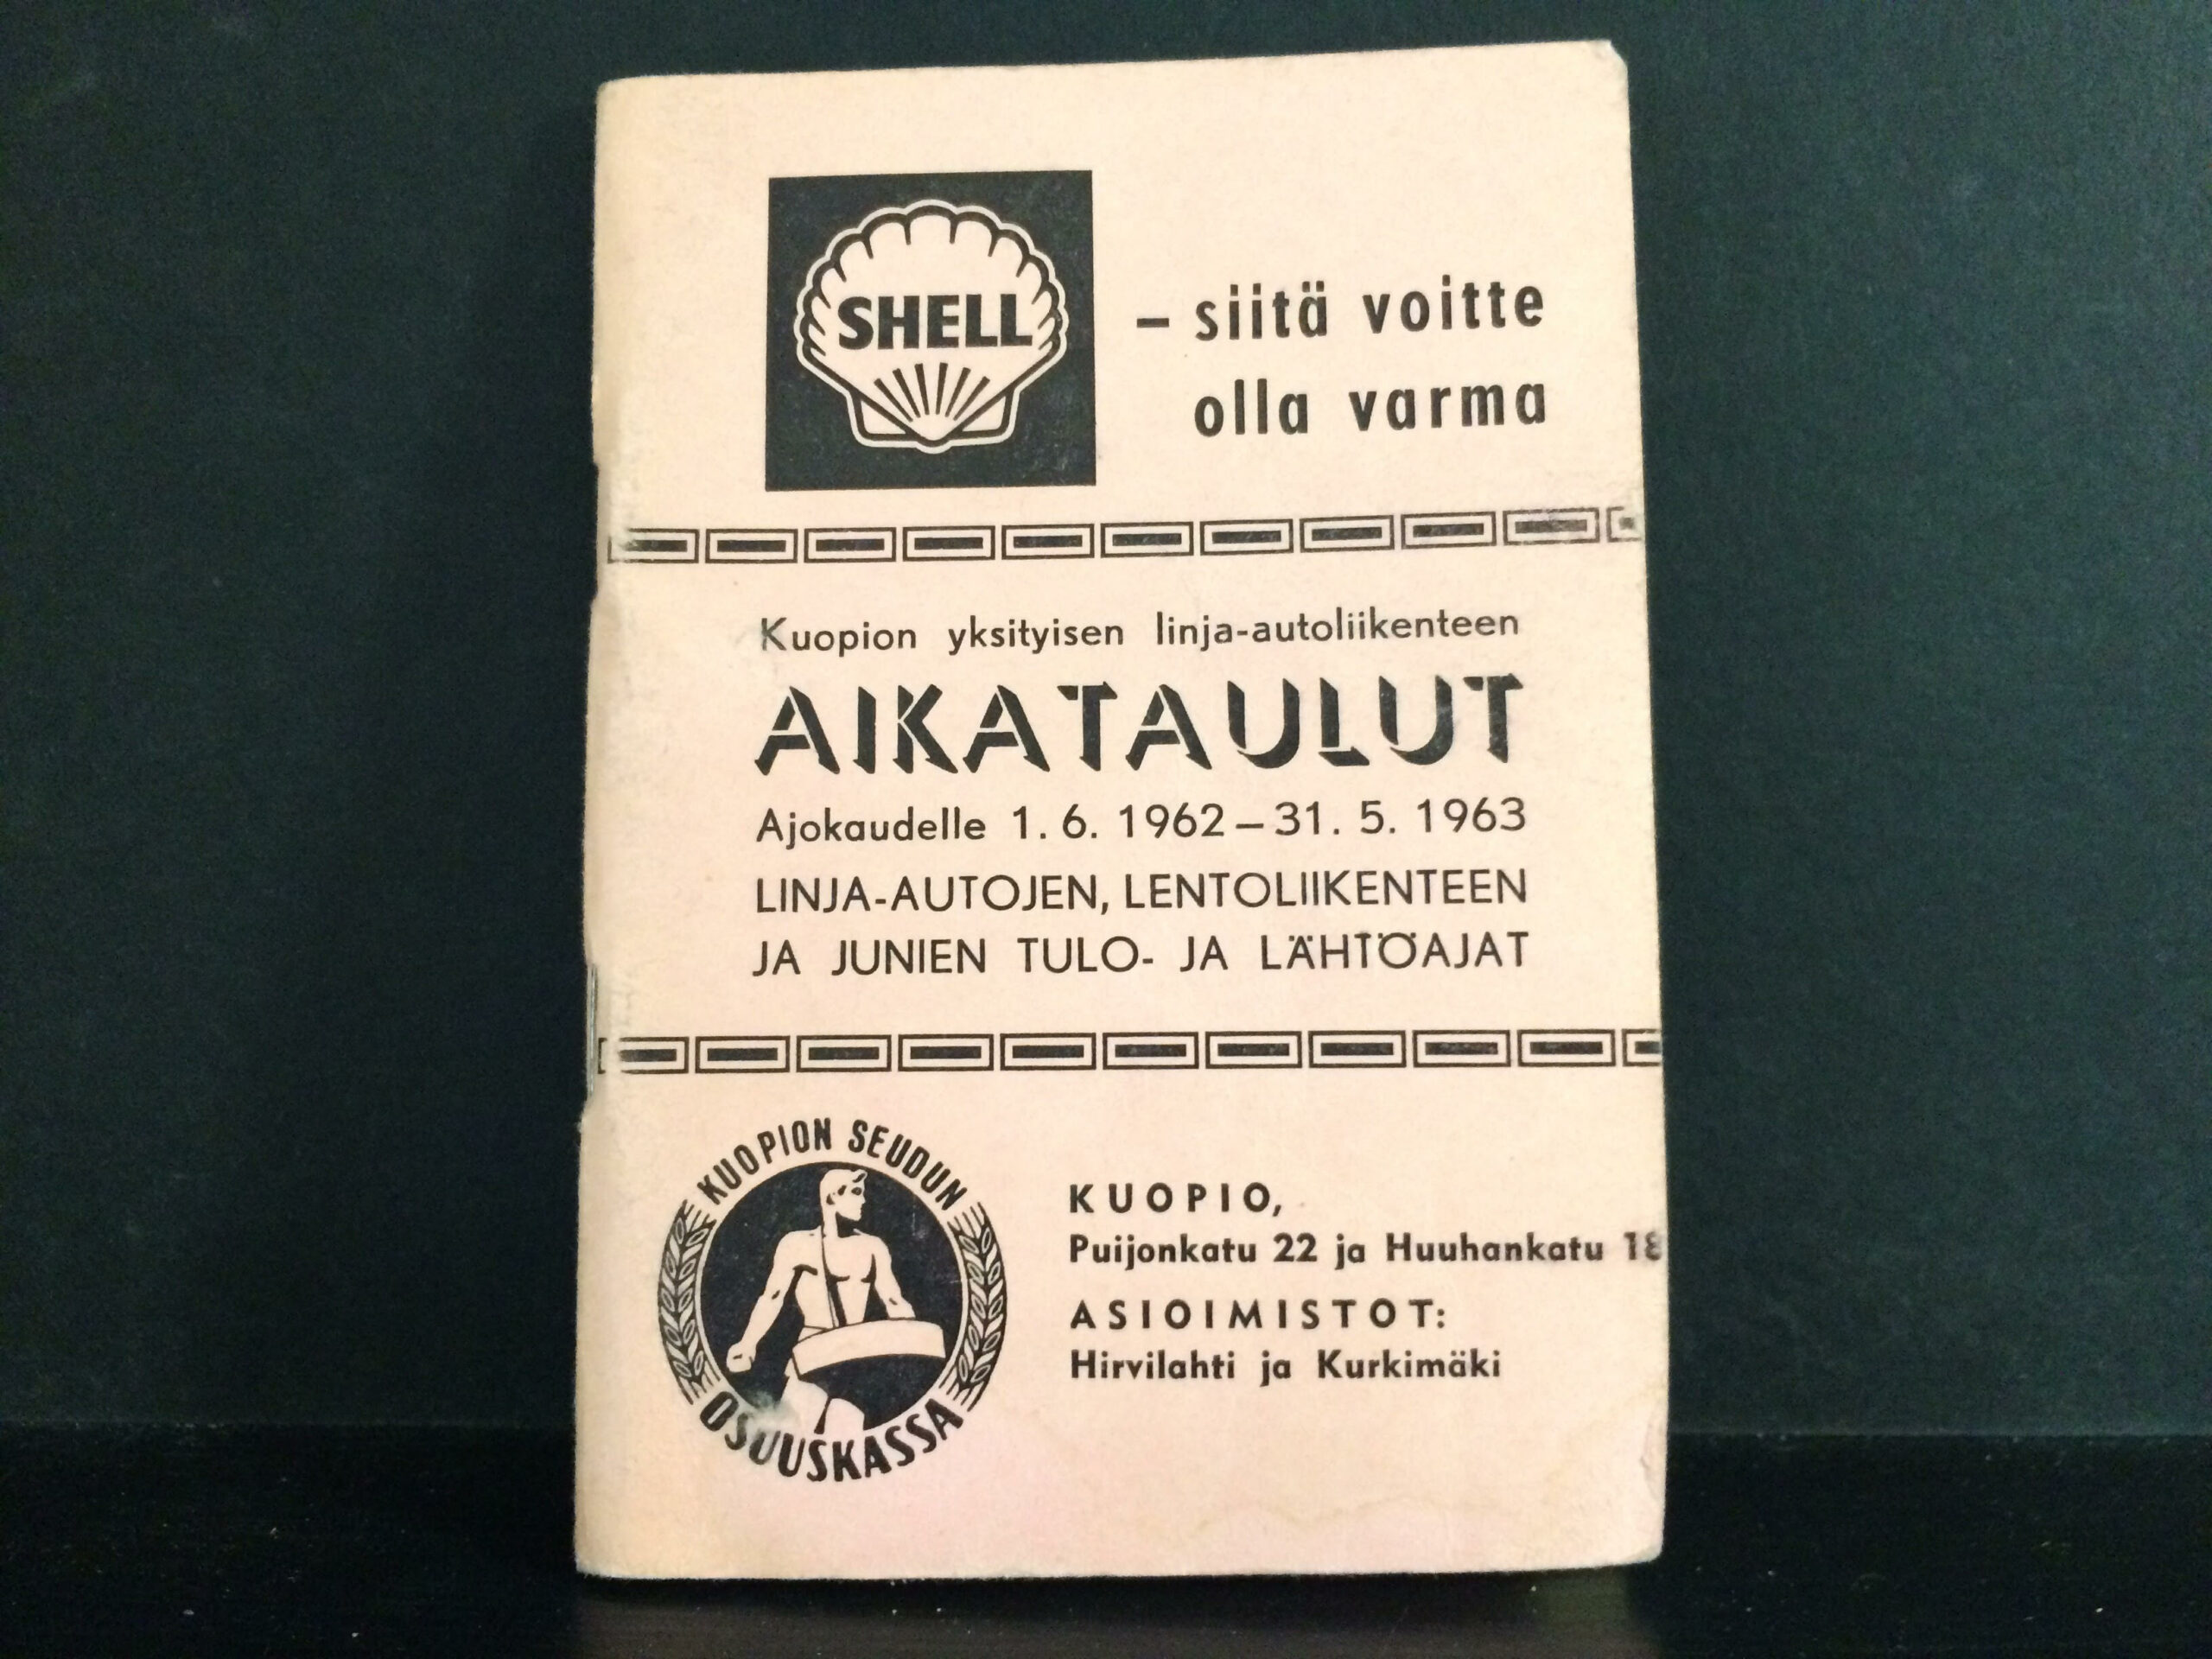 SHELL
– siitä voitte
olla varma
Kuopion yksityisen linja-autoliikenteen
AIKATAULUT
Ajokaudelle 1. 6. 1962 – 31. 5. 1963
LINJA-AUTOJEN, LENTOLIIKENTEEN
JA JUNIEN TULO- JA LÄHTÖAJAT
KUOPION SEUDUN
OSUUSKASSA
KUOPIO,
Puijonkatu 22 ja Huuhankatu 18
ASIOIMISTOT:
Hirvilahti ja Kurkimäki